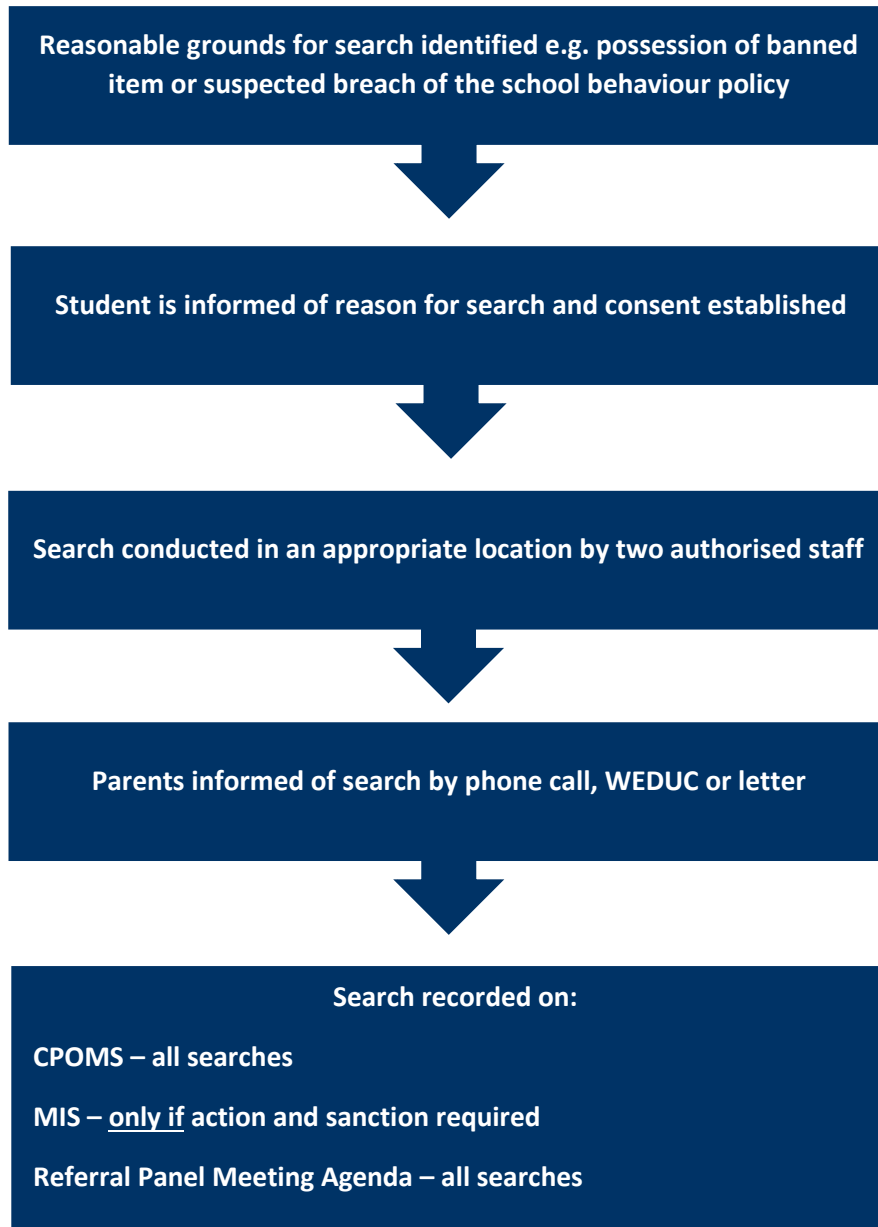 Reasonable grounds for search identified e.g. possession of banned
item or suspected breach of the school behaviour policy
Student is informed of reason for search and consent established
Search conducted in an appropriate location by two authorised staff
Parents informed of search by phone call, WEDUC or letter
Search recorded on:
CPOMS – all searches
MIS – only if action and sanction required
Referral Panel Meeting Agenda – all searches